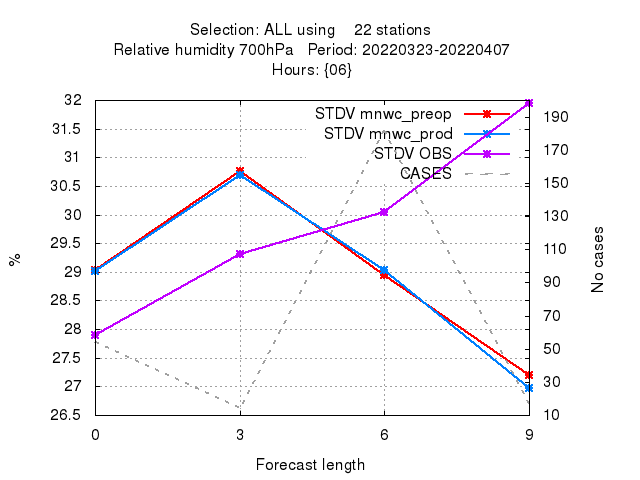 Selection: ALL using    22 stations
Relative humidity 700hPa   Period: 20220323-20220407
Hours: {06}
STDV mnwc_preop
STDV mnwc_prod
STDV OBS
CASES
32
31.5
31
30.5
30
29.5
29
28.5
28
27.5
27
26.5
%
190
170
150
130
110
90
70
50
30
10
No cases
0 3 6 9
Forecast length